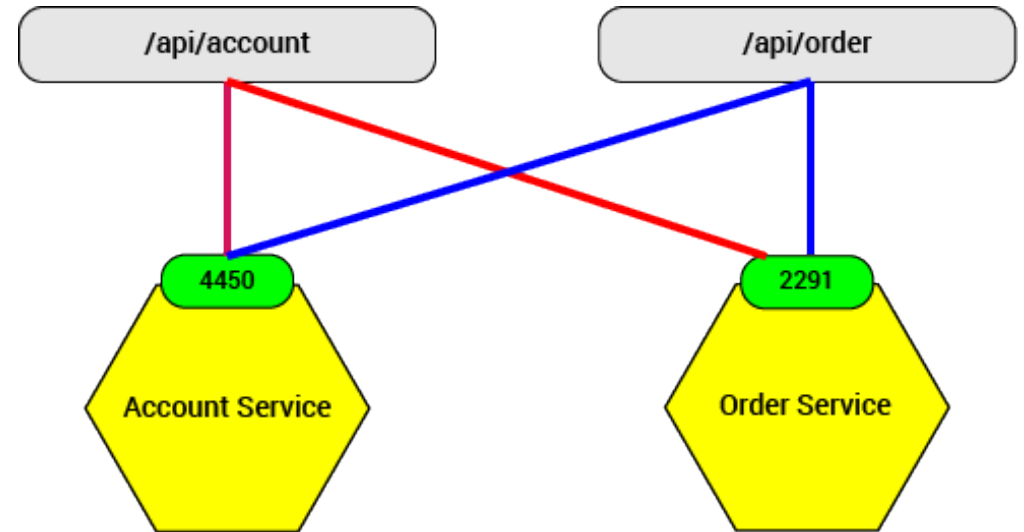 /api/account
/api/order
4450
2291
Account Service
Order Service